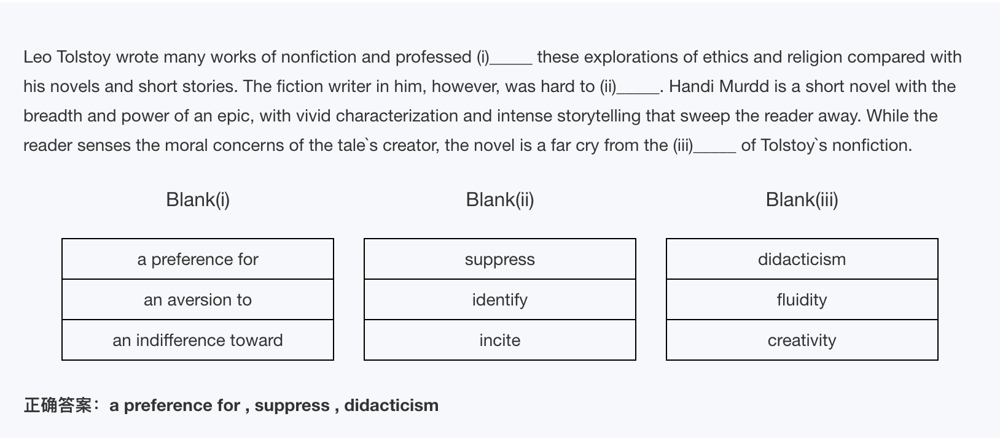 Leo Tolstoy wrote many works of nonfiction and professed (i)_____ these explorations of ethics and religion compared with
his novels and short stories. The fiction writer in him, however, was hard to (ii)_____. Handi Murdd is a short novel with the
breadth and power of an epic, with vivid characterization and intense storytelling that sweep the reader away. While the
reader senses the moral concerns of the tale`s creator, the novel is a far cry from the (iii)_____ of Tolstoy`s nonfiction.
Blank(i) Blank(ii) Blank(iii)
a preference for suppress didacticism
an aversion to identify fluidity
an indifference toward incite creativity
正确答案：a preference for , suppress , didacticism